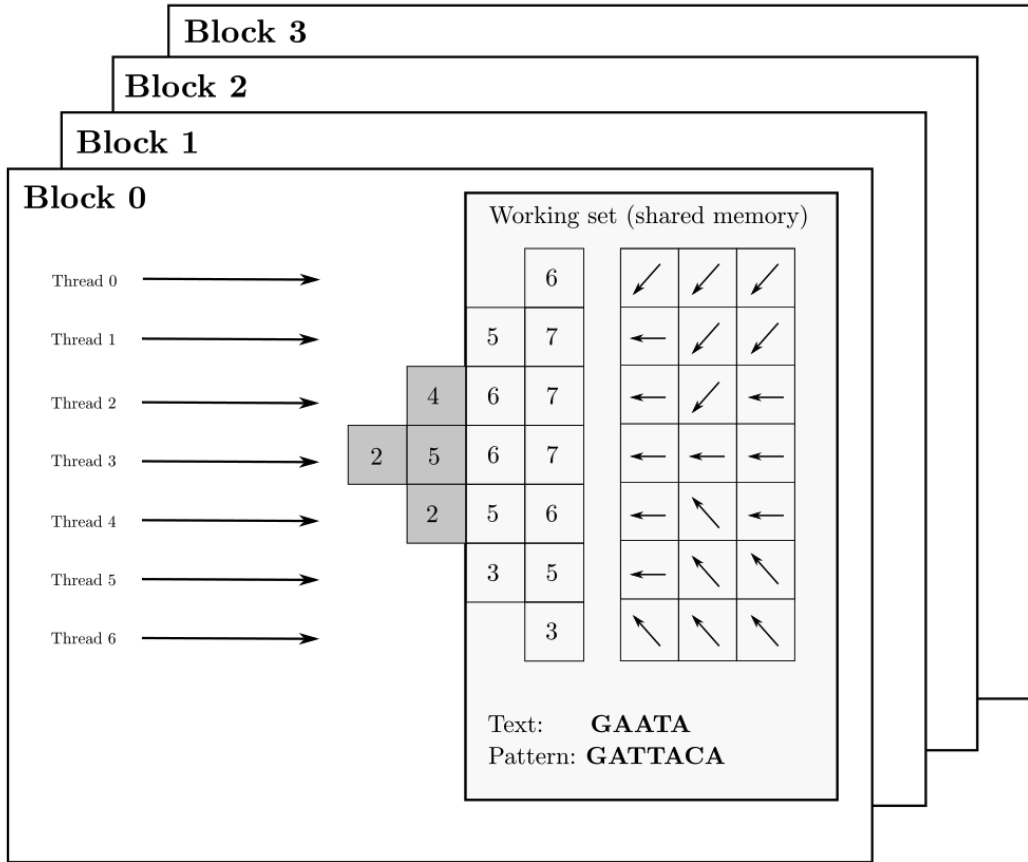 Block 3
Block 2
Block 1
Block 0
Working set (shared memory)
Thread 0
6
Thread 1
5 7
Thread 2
4 6 7
Thread 3
2 5 6 7
Thread 4
2 5 6
Thread 5
3 5
Thread 6
3
Text: GAATA
Pattern: GATTACA